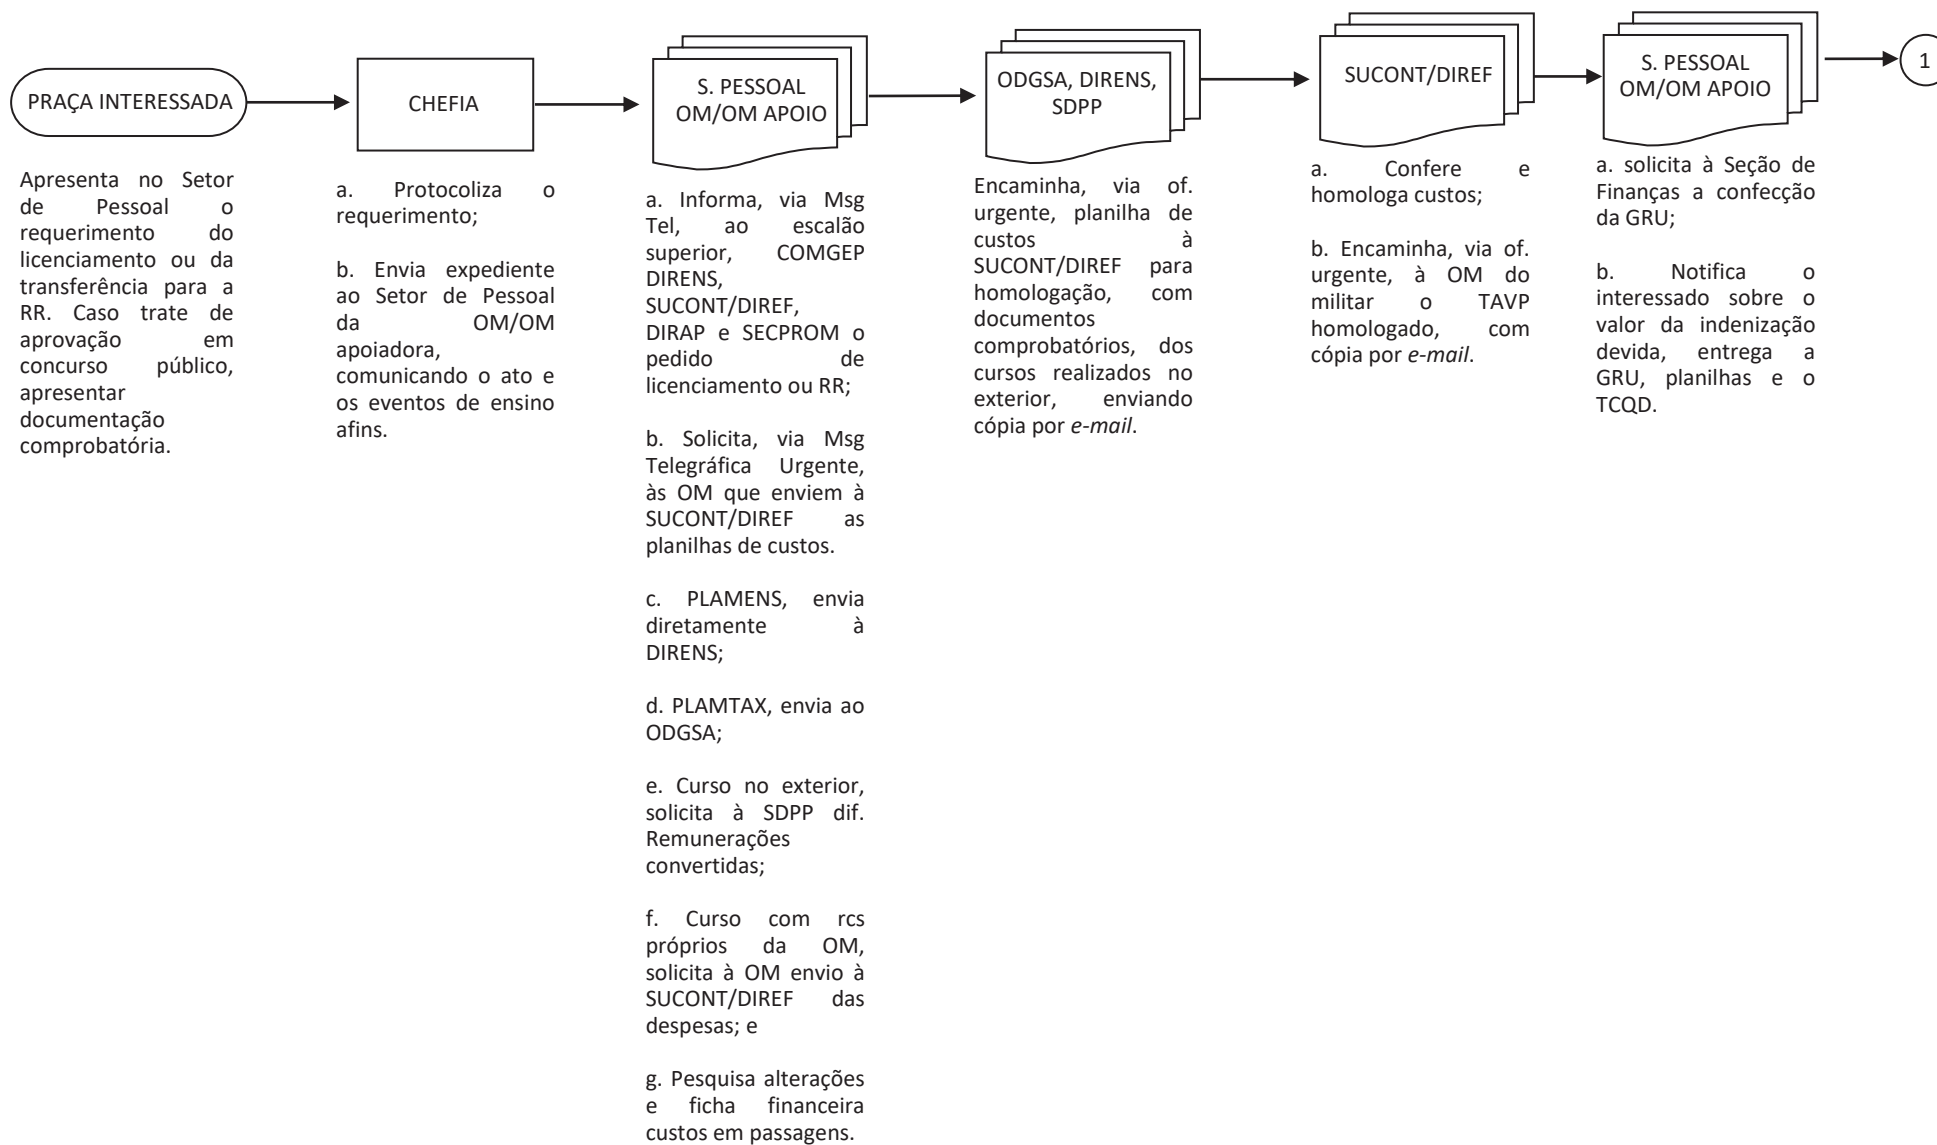 PRAÇA INTERESSADA
Apresenta no Setor
de Pessoal o
requerimento do
licenciamento ou da
transferência para a
RR. Caso trate de
aprovação em
concurso público,
apresentar
documentação
comprobatória.
CHEFIA
a. Protocoliza o
requerimento;
b. Envia expediente
ao Setor de Pessoal
da OM/OM
apoiadora,
comunicando o ato e
os eventos de ensino
afins.
S. PESSOAL
OM/OM APOIO
a. Informa, via Msg
Tel, ao escalão
superior, COMGEP
DIRENS,
SUCONT/DIREF,
DIRAP e SECPROM o
pedido de
licenciamento ou RR;
b. Solicita, via Msg
Telegráfica Urgente,
às OM que enviem à
SUCONT/DIREF as
planilhas de custos.
c. PLAMENS, envia
diretamente à
DIRENS;
d. PLAMTAX, envia ao
ODGSA;
e. Curso no exterior,
solicita à SDPP dif.
Remunerações
convertidas;
f. Curso com rcs
próprios da OM,
solicita à OM envio à
SUCONT/DIREF das
despesas; e
g. Pesquisa alterações
e ficha financeira
custos em passagens.
ODGSA, DIRENS,
SDPP
Encaminha, via of.
urgente, planilha de
custos à
SUCONT/DIREF para
homologação, com
documentos
comprobatórios, dos
cursos realizados no
exterior, enviando
cópia por e-mail.
SUCONT/DIREF
a. Confere e
homologa custos;
b. Encaminha, via of.
urgente, à OM do
militar o TAVP
homologado, com
cópia por e-mail.
S. PESSOAL
OM/OM APOIO
a. solicita à Seção de
Finanças a confecção
da GRU;
b. Notifica o
interessado sobre o
valor da indenização
devida, entrega a
GRU, planilhas e o
TCQD.
1